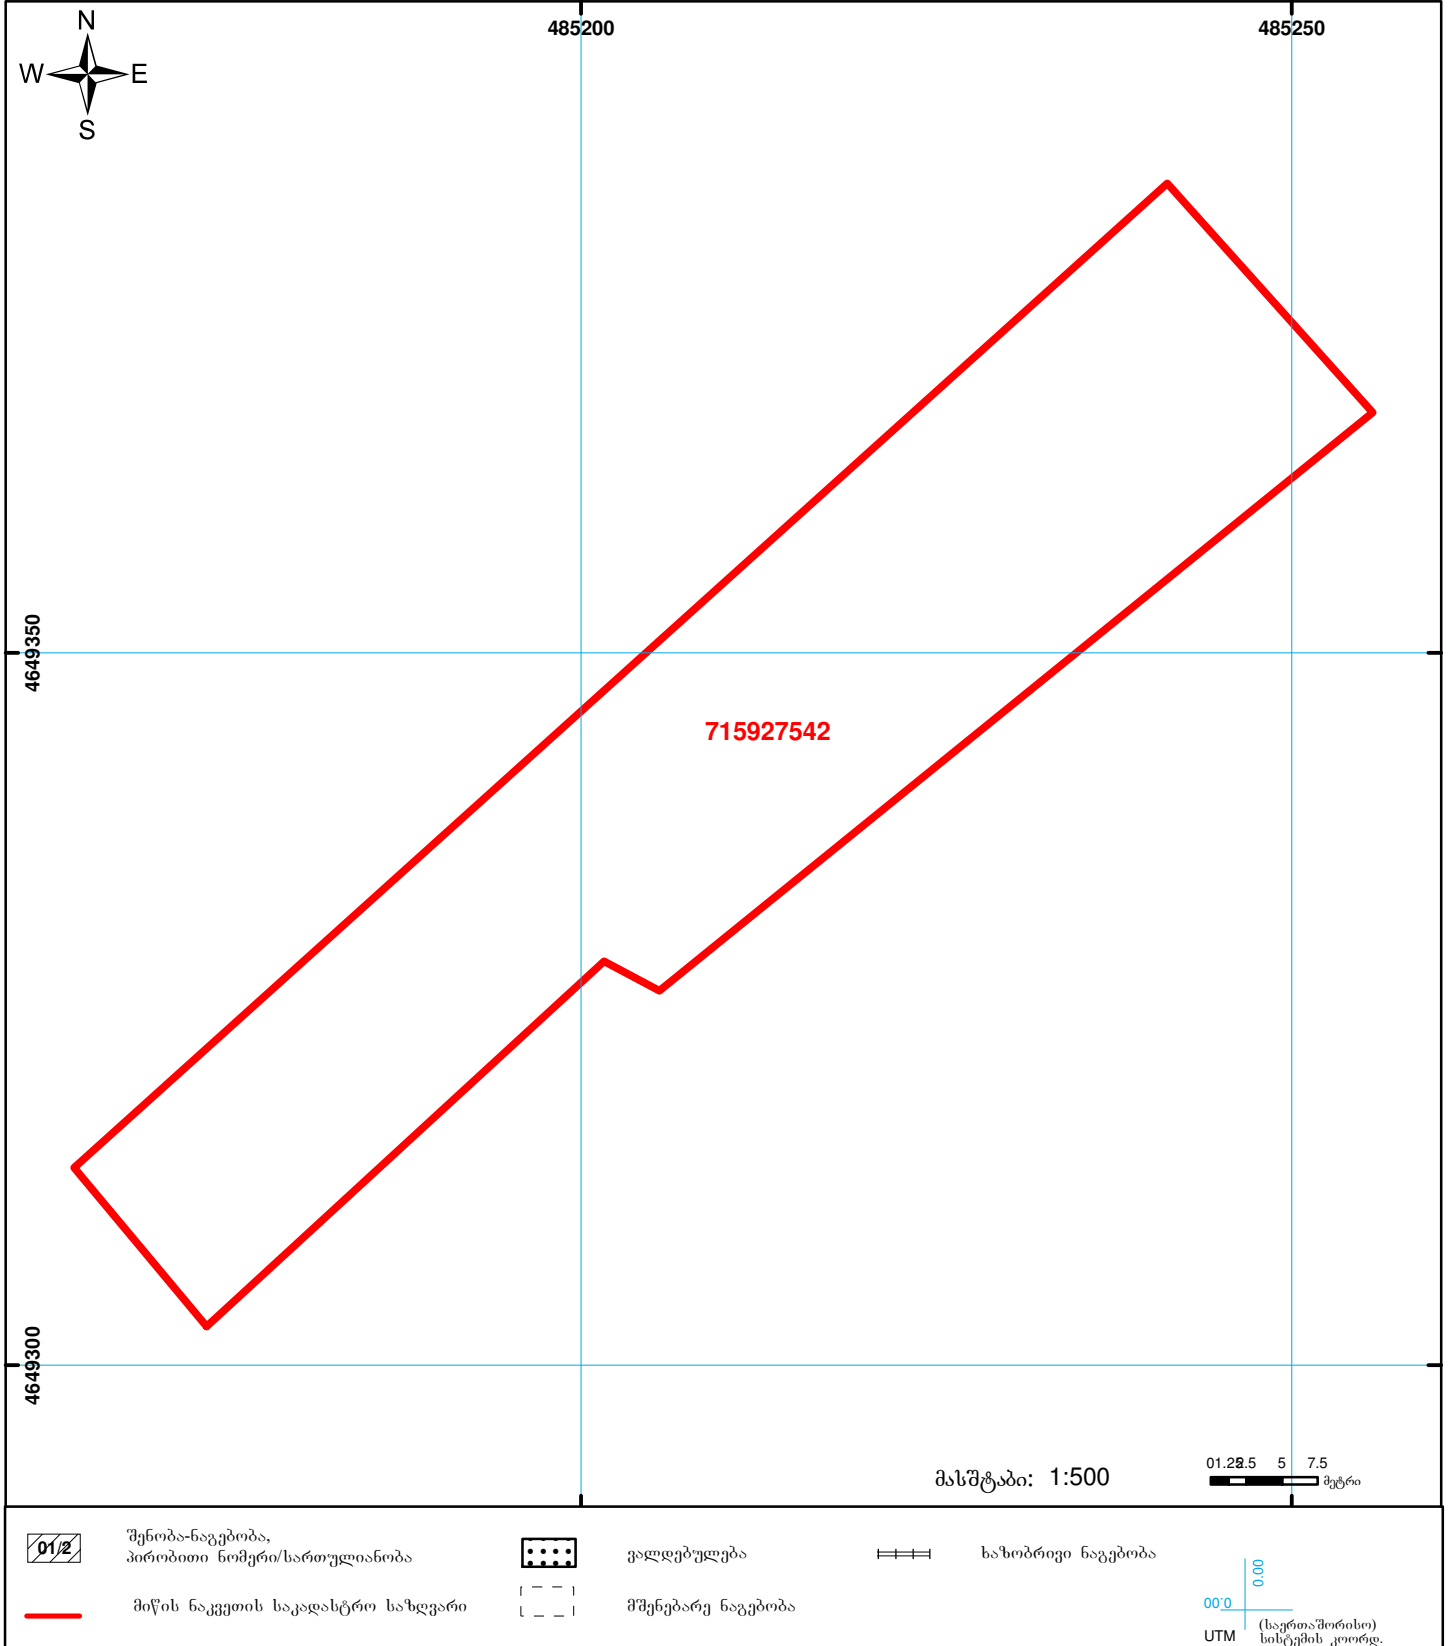 N
W E
S
485200 485250
4649350
715927542
4649300
მასშტაბი: 1:500
01.252.5 5 7.5
მეტრი
01/2
შენობა-ნაგებობა,
პირობითი ნომერი/სართულიანობა
ვალდებულება
ხაზობრივი ნაგებობა
მიწის ნაკვეთის საკადასტრო საზღვარი
მშენებარე ნაგებობა
0.00
0.00
UTM
(საერთაშორისო)
სისტემის კოორდ.